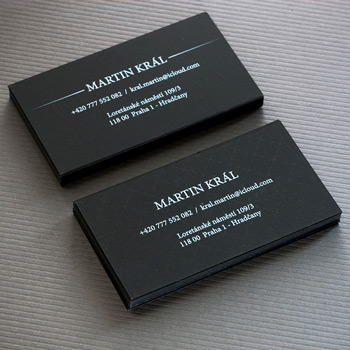 MARTIN KRÁL
+420 777 552 082 / kral.martin@icloud.com
Loretánské náměstí 109/3
118 00 Praha 1 - Hradčany
MARTIN KRÁL
+420 777 552 082 / kral.martin@icloud.com
Loretánské náměstí 109/3
118 00 Praha 1 - Hradčany